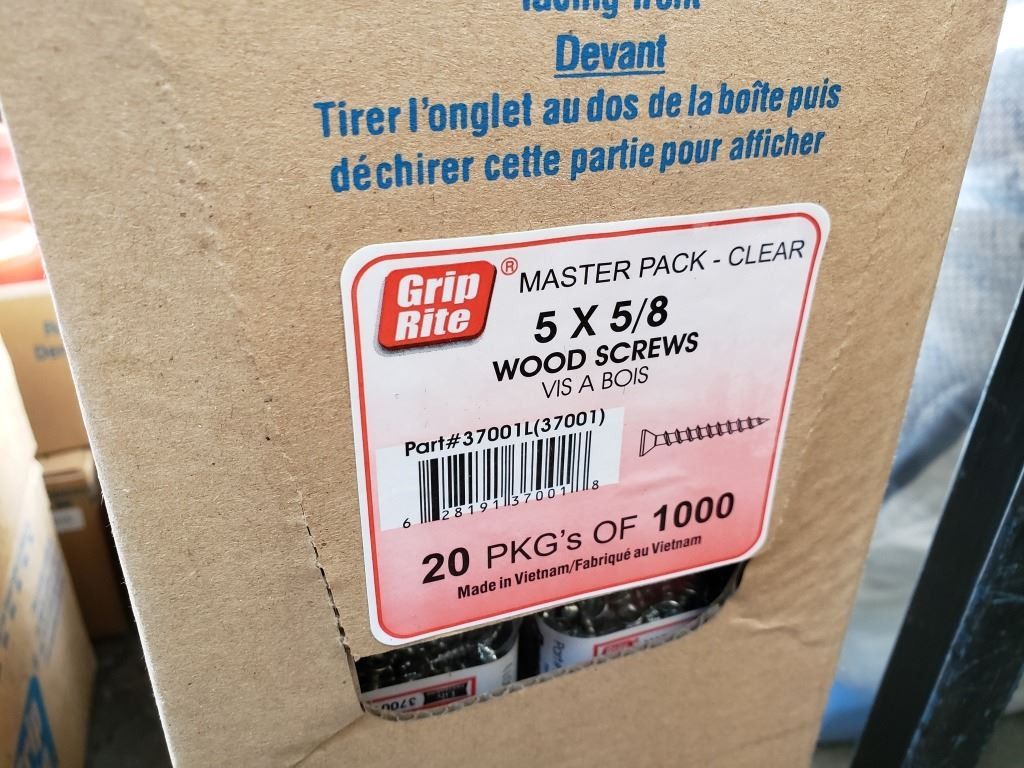 facing front
Devant
Tirer l'onglet au dos de la boîte puis
déchirer cette partie pour afficher
Grip Rite ®
MASTER PACK - CLEAR
5 X 5/8
WOOD SCREWS
VIS A BOIS
Part#37001L(37001)
6 28191 37001 8
20 PKG's OF 1000
Made in Vietnam/Fabriqué au Vietnam